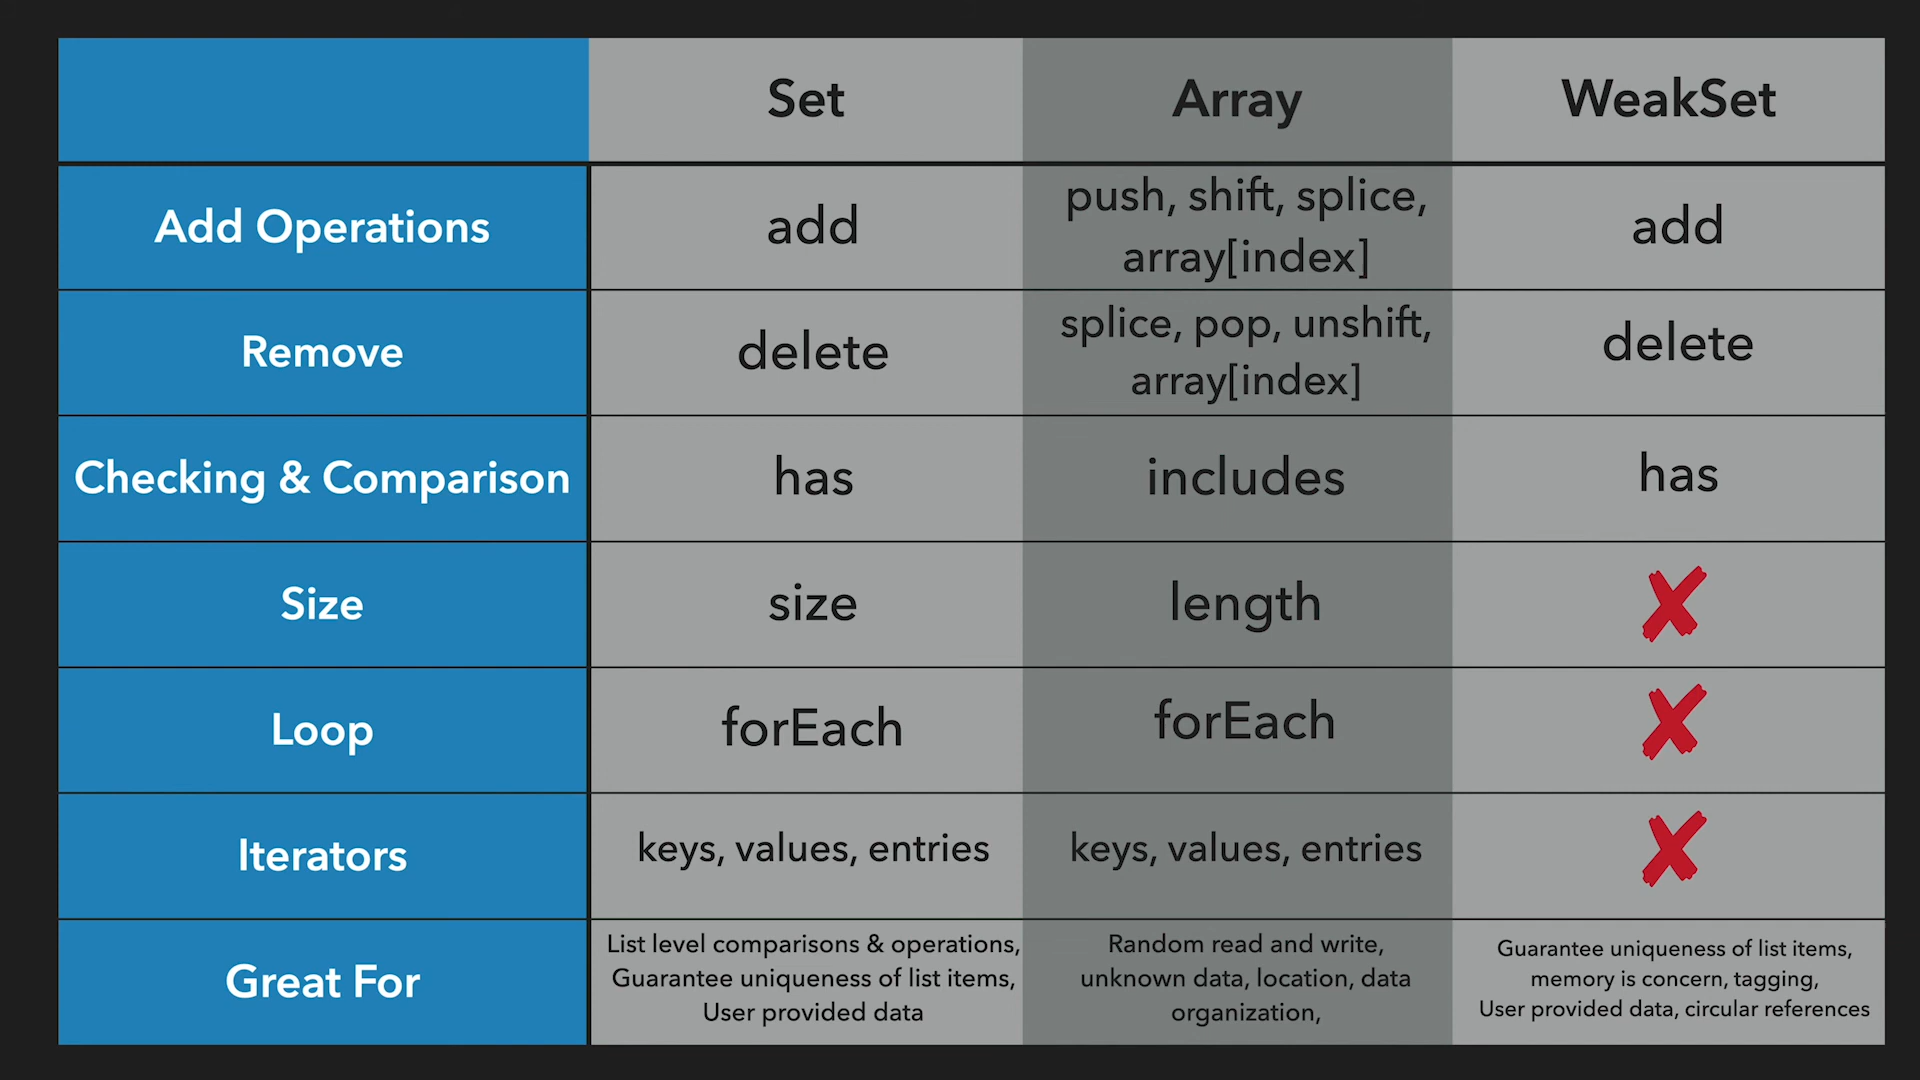 Set Array WeakSet
Add Operations add push, shift, splice, add
array[index]
Remove delete splice, pop, unshift, delete
array[index]
Checking & Comparison has includes has
Size size length
Loop forEach forEach
Iterators keys, values, entries keys, values, entries
Great For
List level comparisons & operations,
Guarantee uniqueness of list items,
User provided data
Random read and write,
unknown data, location, data
organization,
Guarantee uniqueness of list items,
memory is concern, tagging,
User provided data, circular references